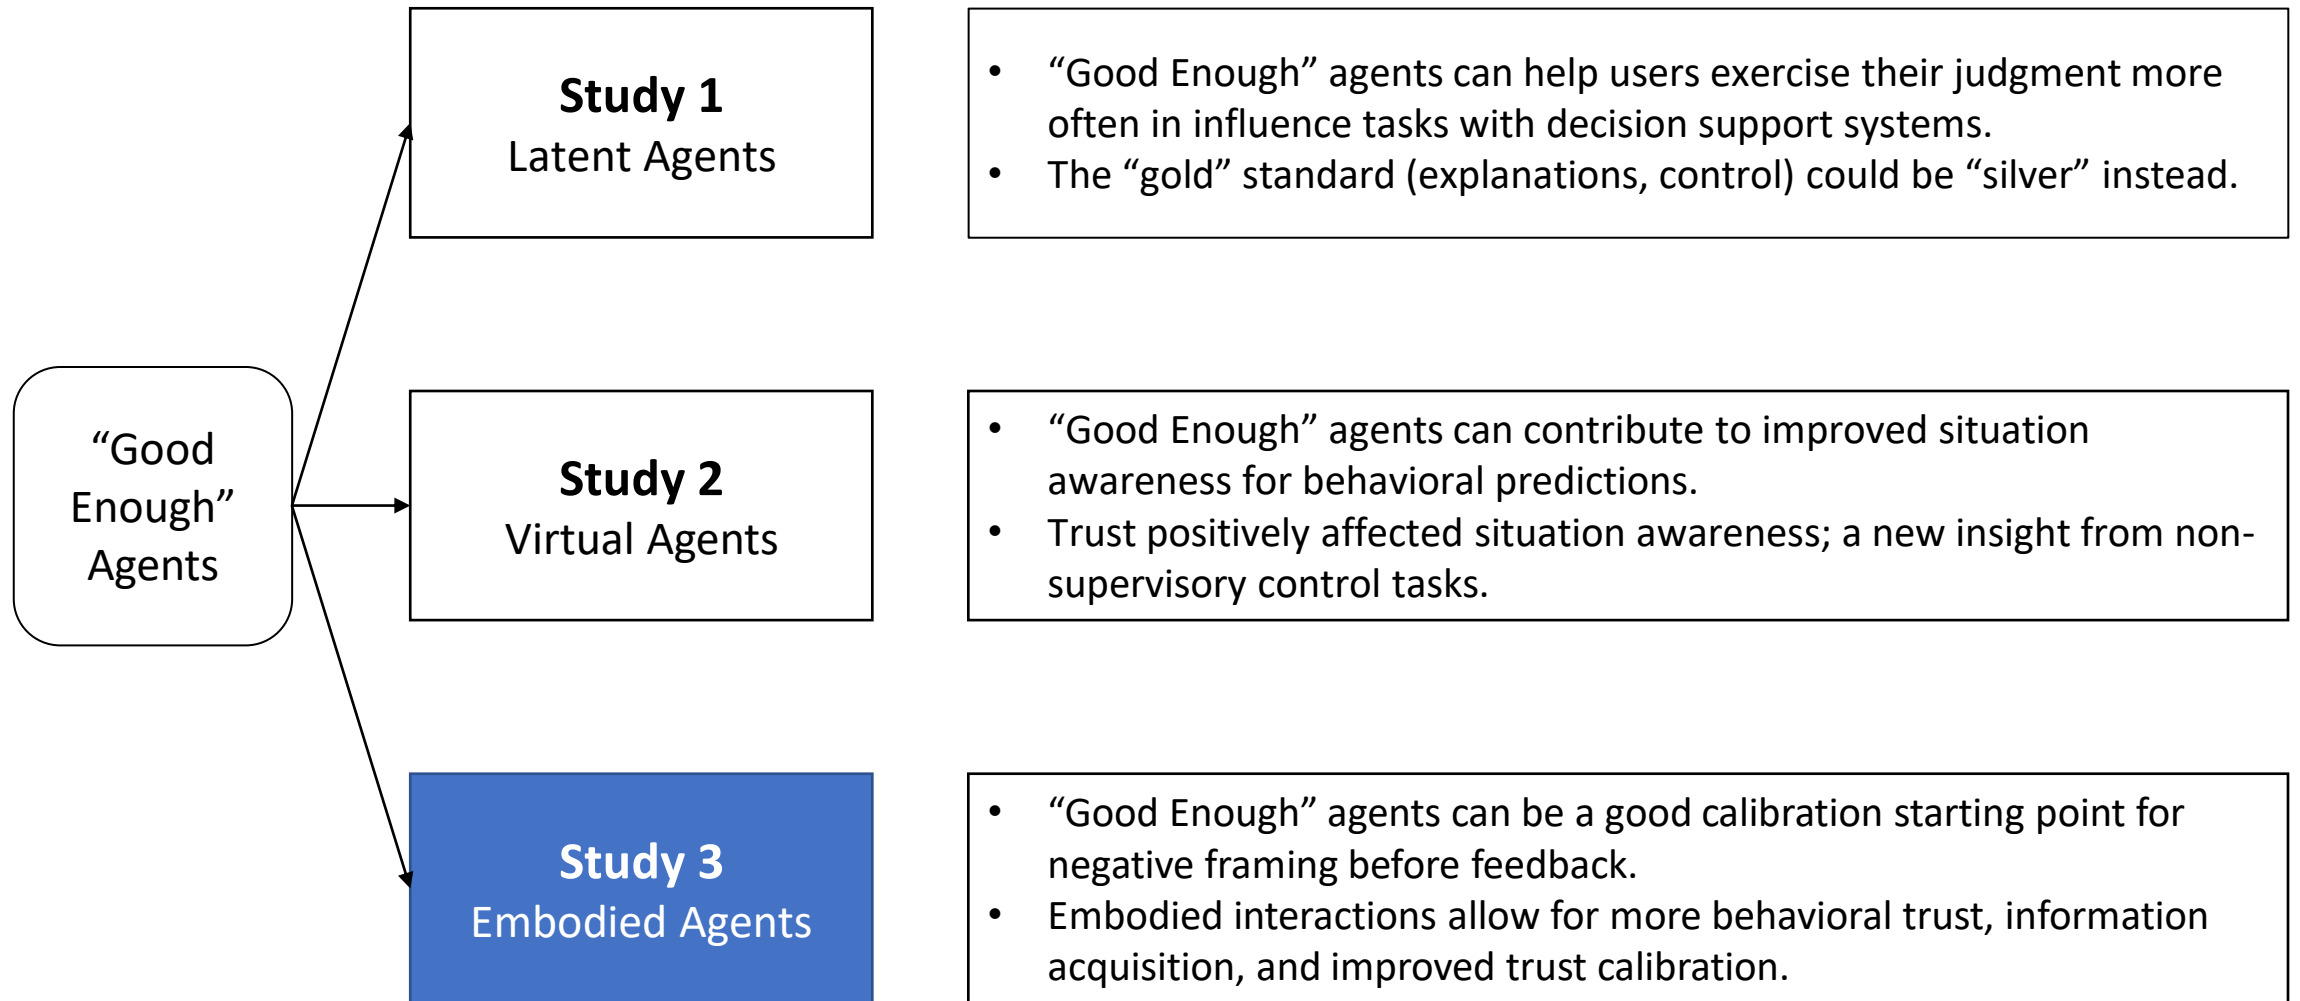 Study 1
Latent Agents
• “Good Enough” agents can help users exercise their judgment more
often in influence tasks with decision support systems.
• The “gold” standard (explanations, control) could be “silver” instead.
“Good
Enough”
Agents
Study 2
Virtual Agents
• “Good Enough” agents can contribute to improved situation
awareness for behavioral predictions.
• Trust positively affected situation awareness; a new insight from non-
supervisory control tasks.
Study 3
Embodied Agents
• “Good Enough” agents can be a good calibration starting point for
negative framing before feedback.
• Embodied interactions allow for more behavioral trust, information
acquisition, and improved trust calibration.